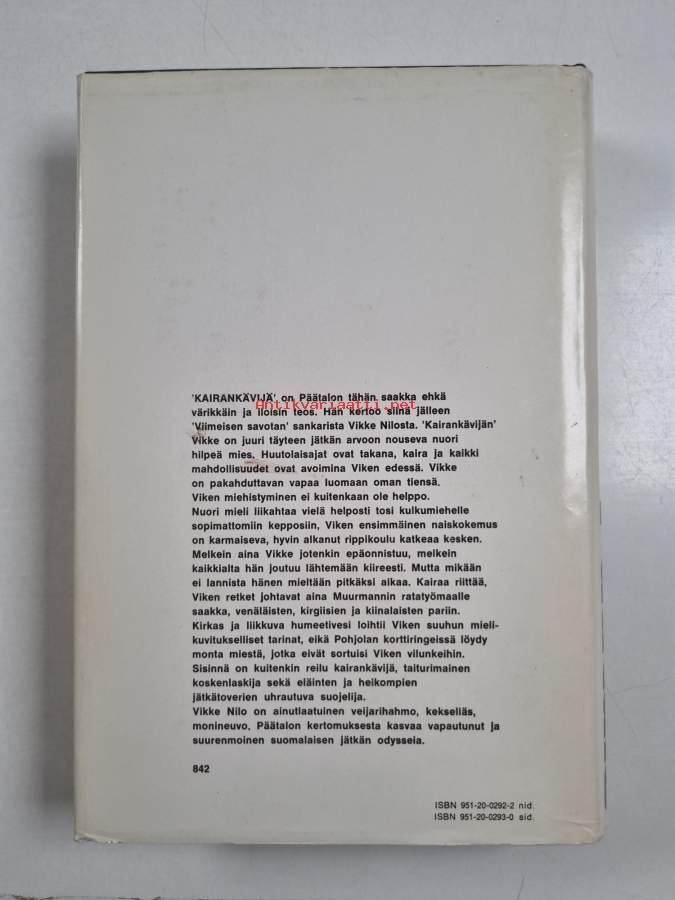 'KAIRANKÄVIJÄ' on Päätalon tähän saakka ehkä
Antikvariaatti.net
värikkäin ja iloisin teos. Hän kertoo siinä jälleen
'Viimeisen savotan' sankarista Vikke Nilosta. 'Kairankävijän'
Vikke on juuri täyteen jätkän arvoon nouseva nuori
hilpeä mies. Huutolaisajat ovat takana, kaira ja kaikki
mahdollisuudet ovat avoimina Viken edessä. Vikke
on pakahduttavan vapaa luomaan oman tiensä.
Viken miehistyminen ei kuitenkaan ole helppo.
Nuori mieli liikahtaa vielä helposti tosi kulkumiehelle
sopimattomiin kepposiin, Viken ensimmäinen naiskokemus
on karmaiseva, hyvin alkanut rippikoulu katkeaa kesken.
Melkein aina Vikke jotenkin epäonnistuu, melkein
kaikkialta hän joutuu lähtemään kiireesti. Mutta mikään
ei lannista hänen mieltään pitkäksi aikaa. Kairaa riittää,
Viken retket johtavat aina Muurmannin ratatyömaalle
saakka, venäläisten, kirgiisien ja kiinalaisten pariin.
Kirkas ja liikkuva humeetivesi loihtii Viken suuhun mieli-
kuvitukselliset tarinat, eikä Pohjolan korttiringeissä löydy
monta miestä, jotka eivät sortuisi Viken vilunkeihin.
Sisinnä on kuitenkin reilu kairankävijä, taiturimainen
koskenlaskija sekä eläinten ja heikompien
jätkätoverien uhrautuva suojelija.
Vikke Nilo on ainutlaatuinen veijarihahmo, kekseliäs,
monineuvo. Päätalon kertomuksesta kasvaa vapautunut ja
suurenmoinen suomalaisen jätkän odysseia.
842
ISBN 951-20-0292-2 nid.
ISBN 951-20-0293-0 sid.